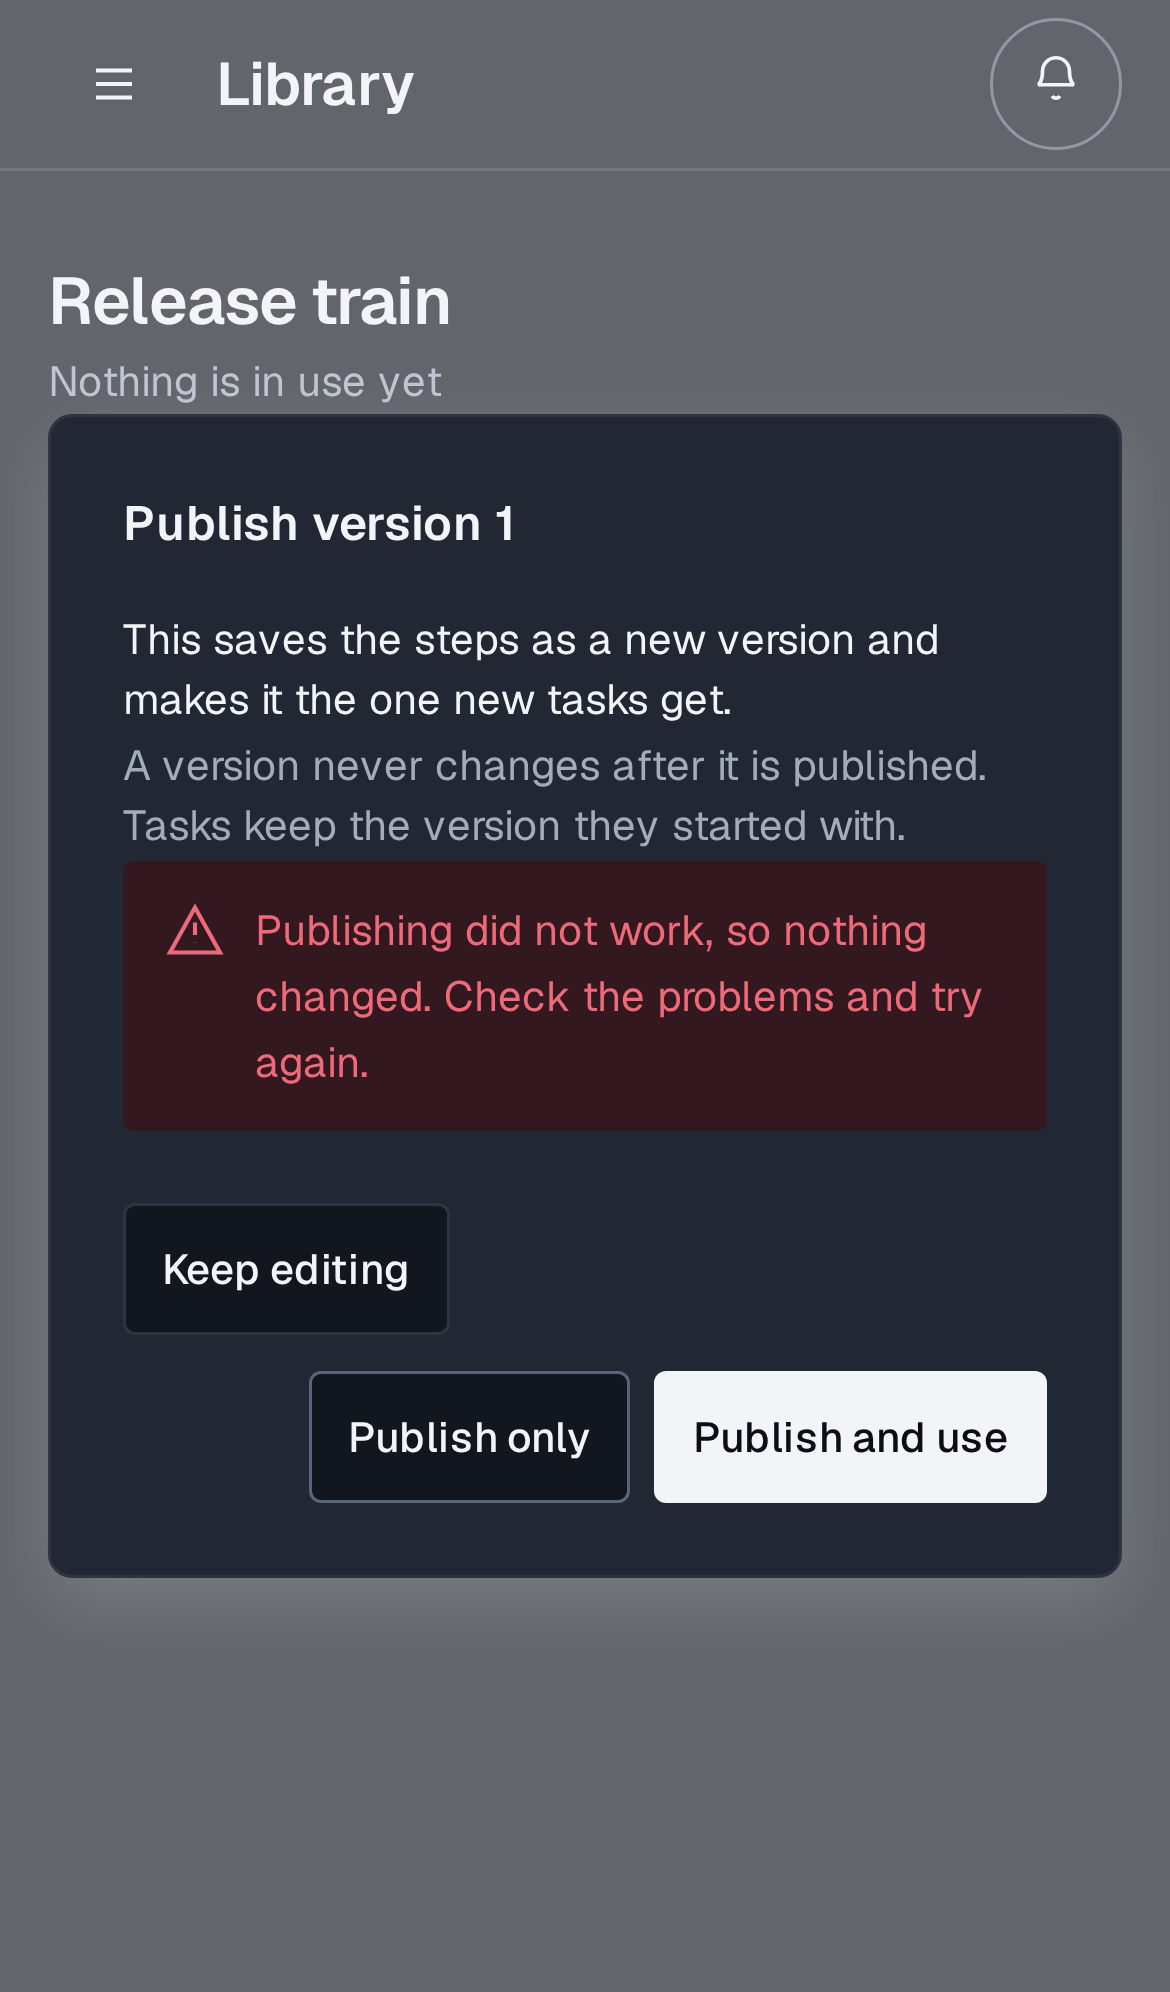 Library
Release train
Nothing is in use yet
Publish version 1
This saves the steps as a new version and
makes it the one new tasks get.
A version never changes after it is published.
Tasks keep the version they started with.
Publishing did not work, so nothing
changed. Check the problems and try
again.
Keep editing
Publish only
Publish and use